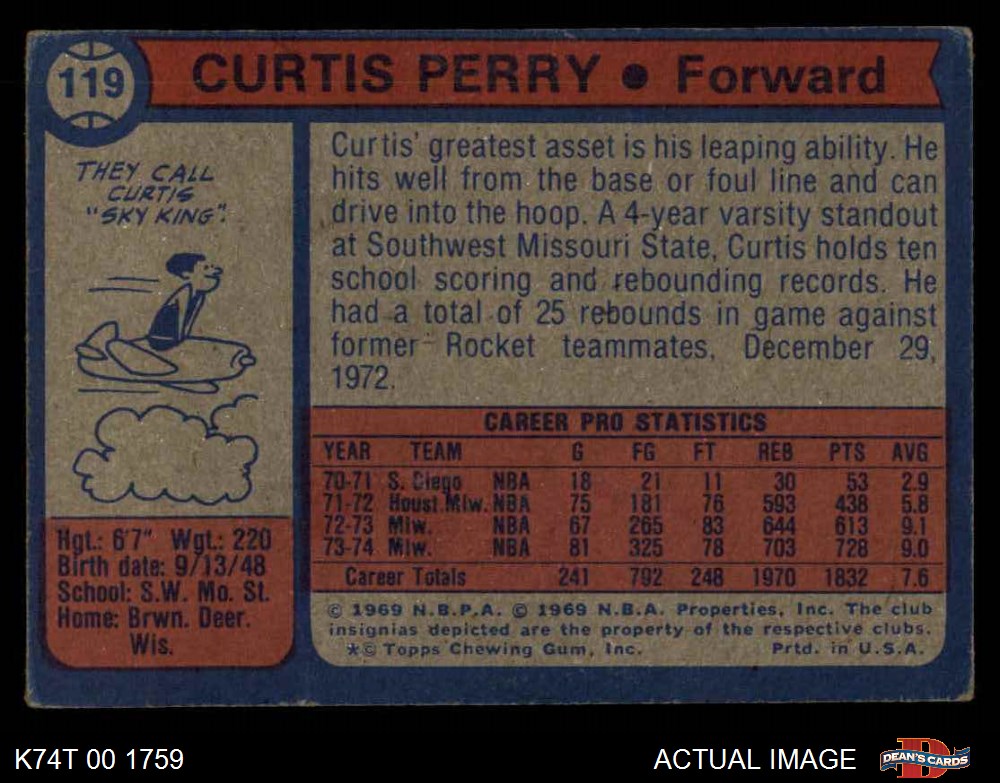 119
CURTIS PERRY ● Forward
THEY CALL
CURTIS
"SKY KING".
Curtis' greatest asset is his leaping ability. He
hits well from the base or foul line and can
drive into the hoop. A 4-year varsity standout
at Southwest Missouri State, Curtis holds ten
school scoring and rebounding records. He
had a total of 25 rebounds in game against
former Rocket teammates, December 29,
1972.
Hgt.: 6'7" Wgt.: 220
Birth date: 9/13/48
School: S.W. Mo. St.
Home: Brwn. Deer.
Wis.
CAREER PRO STATISTICS
YEAR TEAM G FG FT REB PTS AVG
70-71 S. Diego NBA 18 21 11 30 53 2.9
71-72 Houst.Mlw. NBA 75 181 76 593 438 5.8
72-73 Mlw. NBA 67 265 83 644 613 9.1
73-74 Mlw. NBA 81 325 78 703 728 9.0
Career Totals 241 792 248 1970 1832 7.6
© 1969 N.B.P.A. © 1969 N.B.A. Properties, Inc. The club
insignias depicted are the property of the respective clubs.
*© Topps Chewing Gum, Inc. Prtd. in U.S.A.
K74T 00 1759
ACTUAL IMAGE
D
DEAN'S CARDS